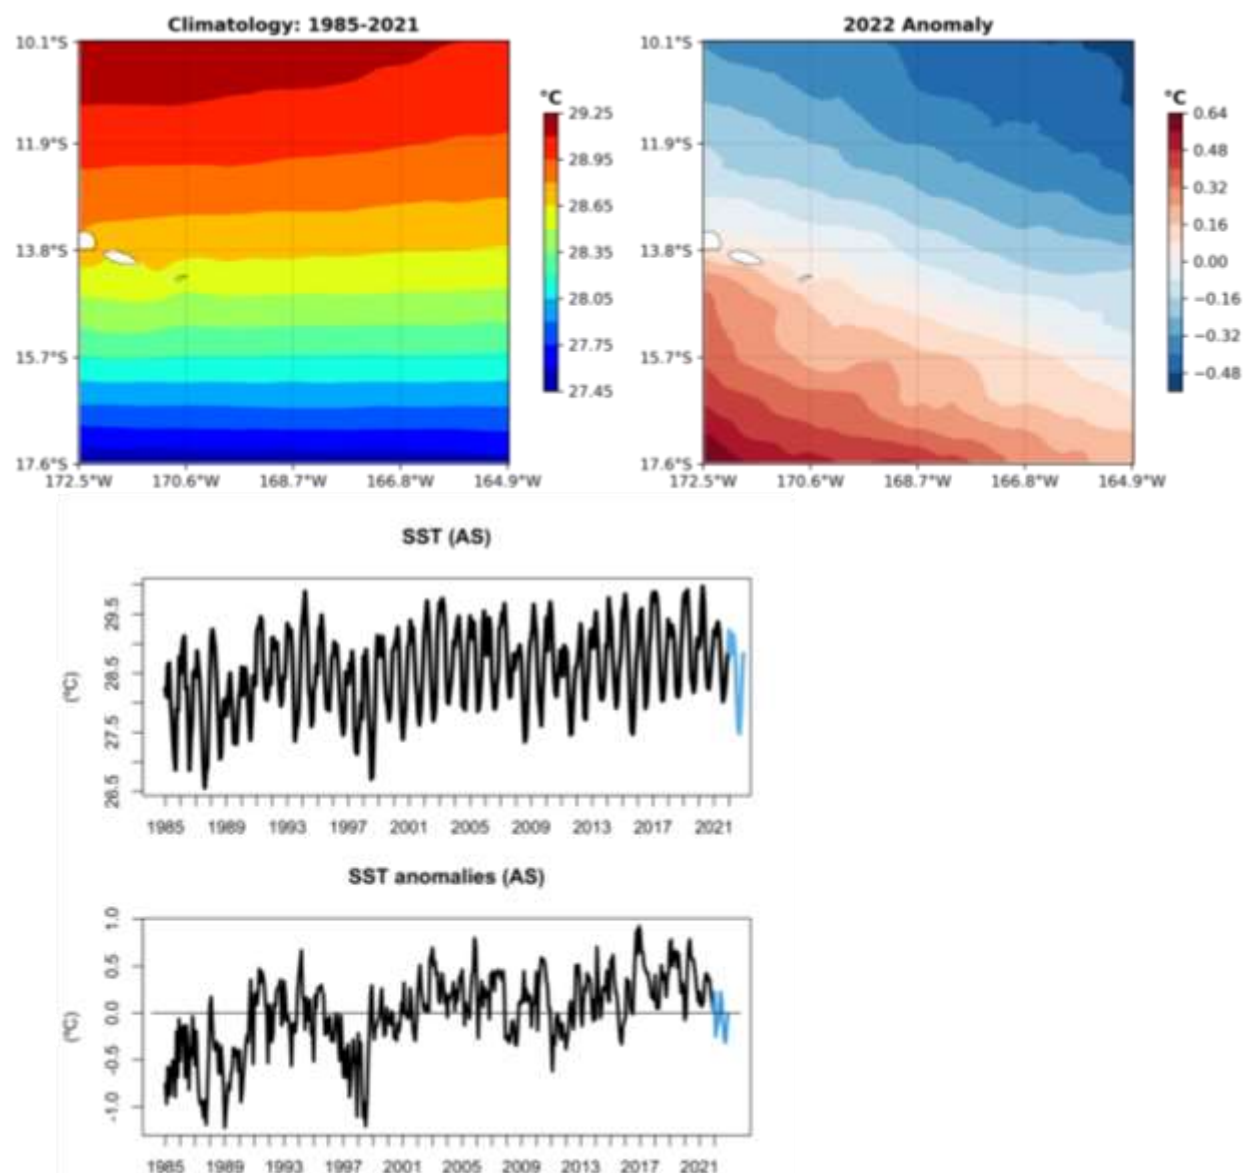 Climatology: 1985-2021
10.1°S
11.9°S
13.8°S
15.7°S
17.6°S
172.5°W 170.6°W 168.7°W 166.8°W 164.9°W
°C
29.25
28.95
28.65
28.35
28.05
27.75
27.45
2022 Anomaly
10.1°S
11.9°S
13.8°S
15.7°S
17.6°S
172.5°W 170.6°W 168.7°W 166.8°W 164.9°W
°C
0.64
0.48
0.32
0.16
0.00
−0.16
−0.32
−0.48
SST (AS)
(°C)
29.5
28.5
27.5
26.5
1985 1989 1993 1997 2001 2005 2009 2013 2017 2021
SST anomalies (AS)
(°C)
1.0
0.5
0.0
-0.5
-1.0
1985 1989 1993 1997 2001 2005 2009 2013 2017 2021